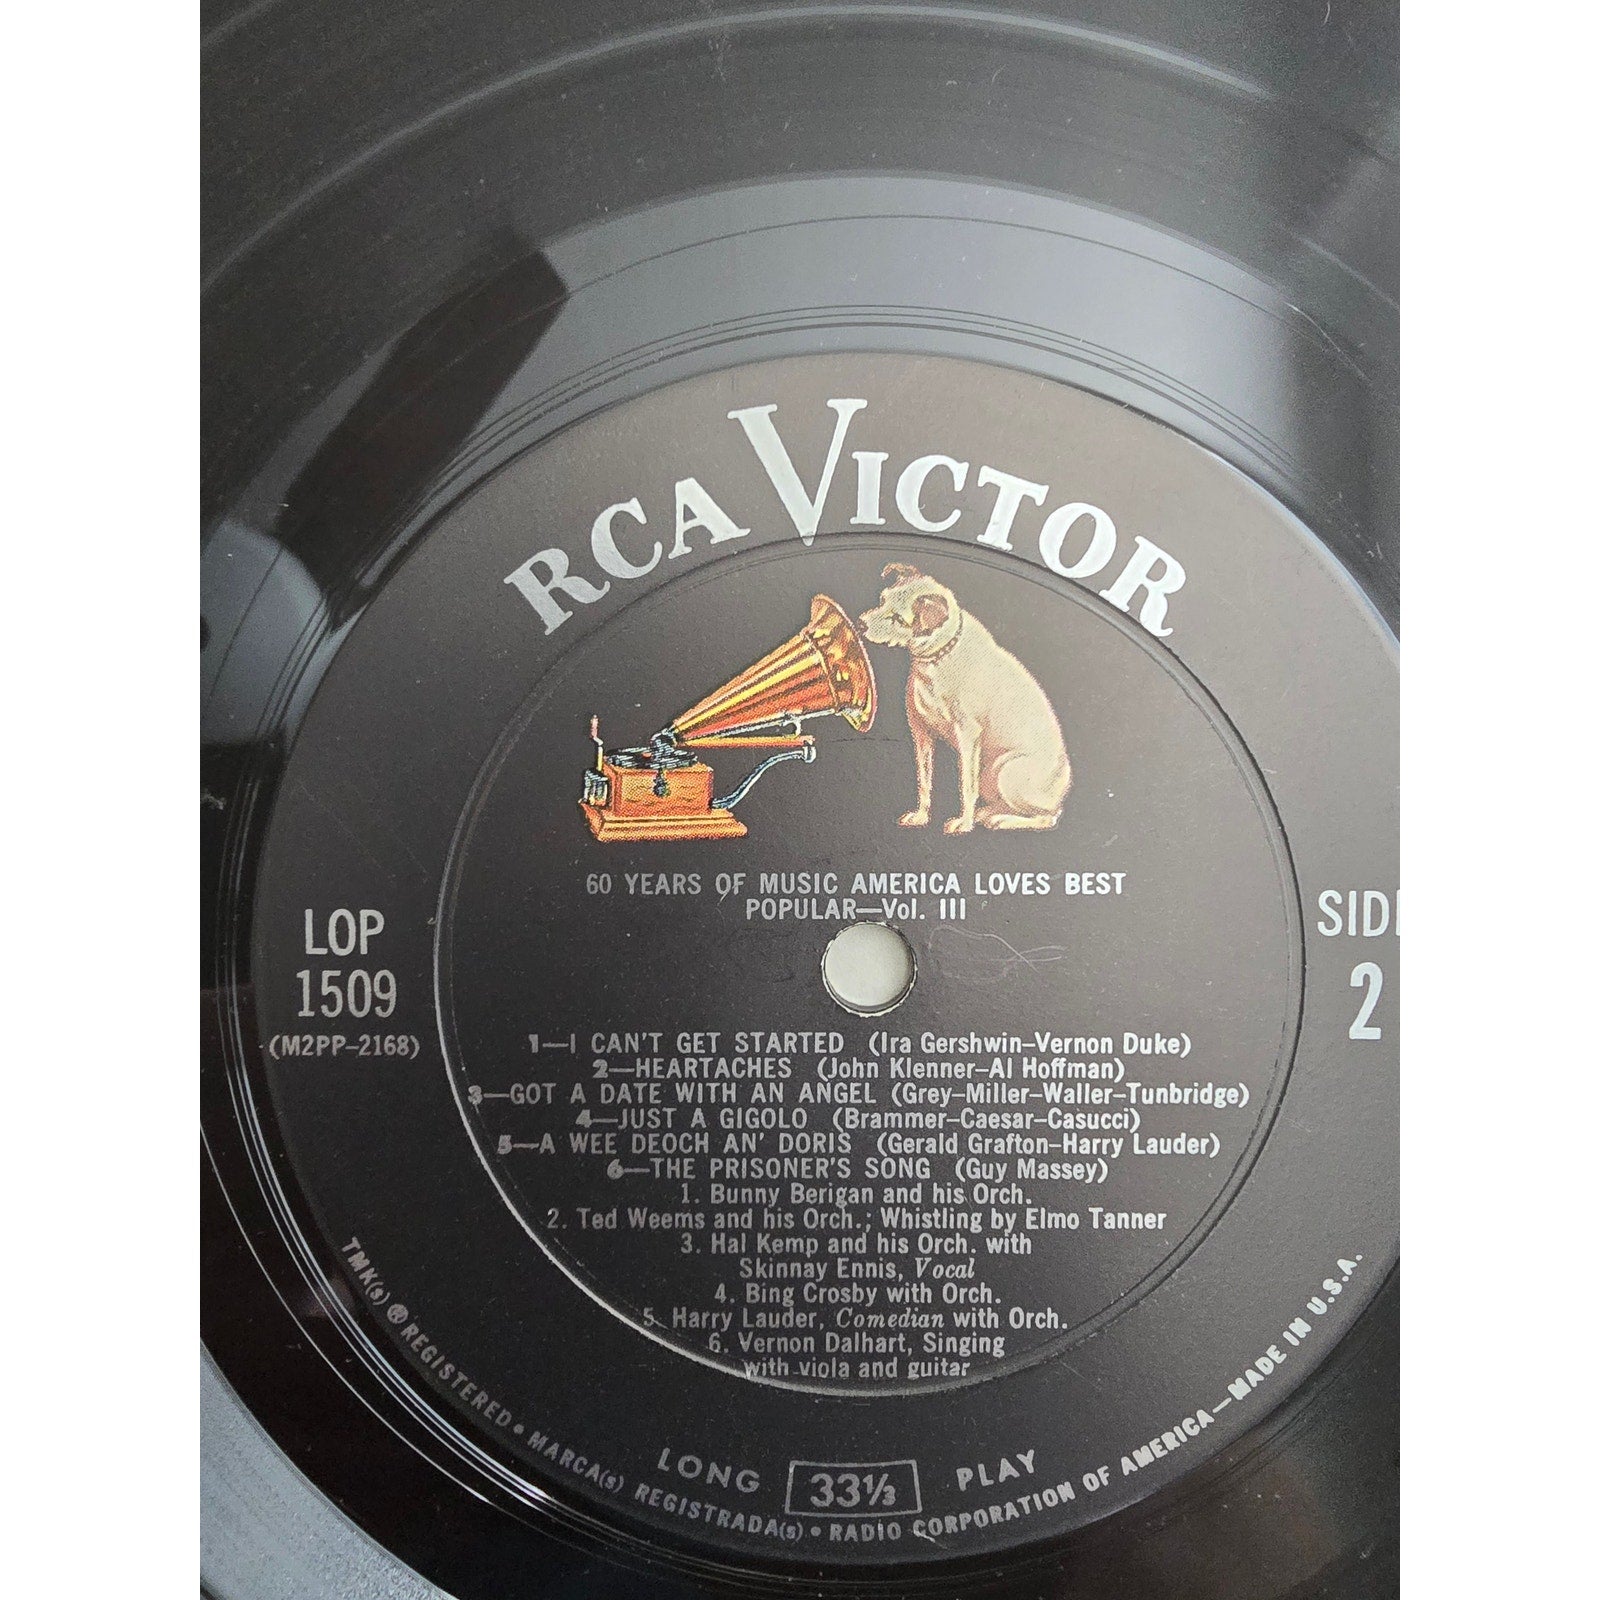 RCA VICTOR
60 YEARS OF MUSIC AMERICA LOVES BEST
POPULAR—Vol. III
LOP
1509
(M2PP-2168)
SIDE
2
1—I CAN'T GET STARTED (Ira Gershwin-Vernon Duke)
2—HEARTACHES (John Klenner-Al Hoffman)
3—GOT A DATE WITH AN ANGEL (Grey-Miller-Waller-Tunbridge)
4—JUST A GIGOLO (Brammer-Caesar-Casucci)
5—A WEE DEOCH AN' DORIS (Gerald Grafton-Harry Lauder)
6—THE PRISONER'S SONG (Guy Massey)
1. Bunny Berigan and his Orch.
2. Ted Weems and his Orch.; Whistling by Elmo Tanner
3. Hal Kemp and his Orch. with
Skinnay Ennis, Vocal
4. Bing Crosby with Orch.
5. Harry Lauder, Comedian with Orch.
6. Vernon Dalhart, Singing
with viola and guitar
LONG 33⅓ PLAY
TMK(s) ® REGISTERED • MARCA(s) REGISTRADA(s) • RADIO CORPORATION OF AMERICA—MADE IN U.S.A.